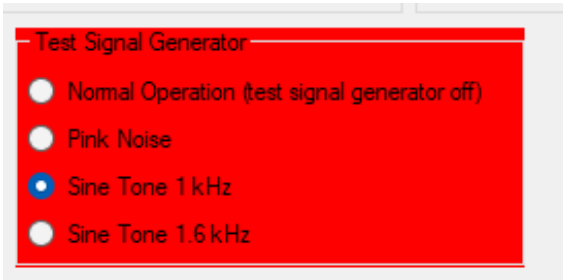 Test Signal Generator
Normal Operation (test signal generator off)
Pink Noise
Sine Tone 1 kHz
Sine Tone 1.6 kHz